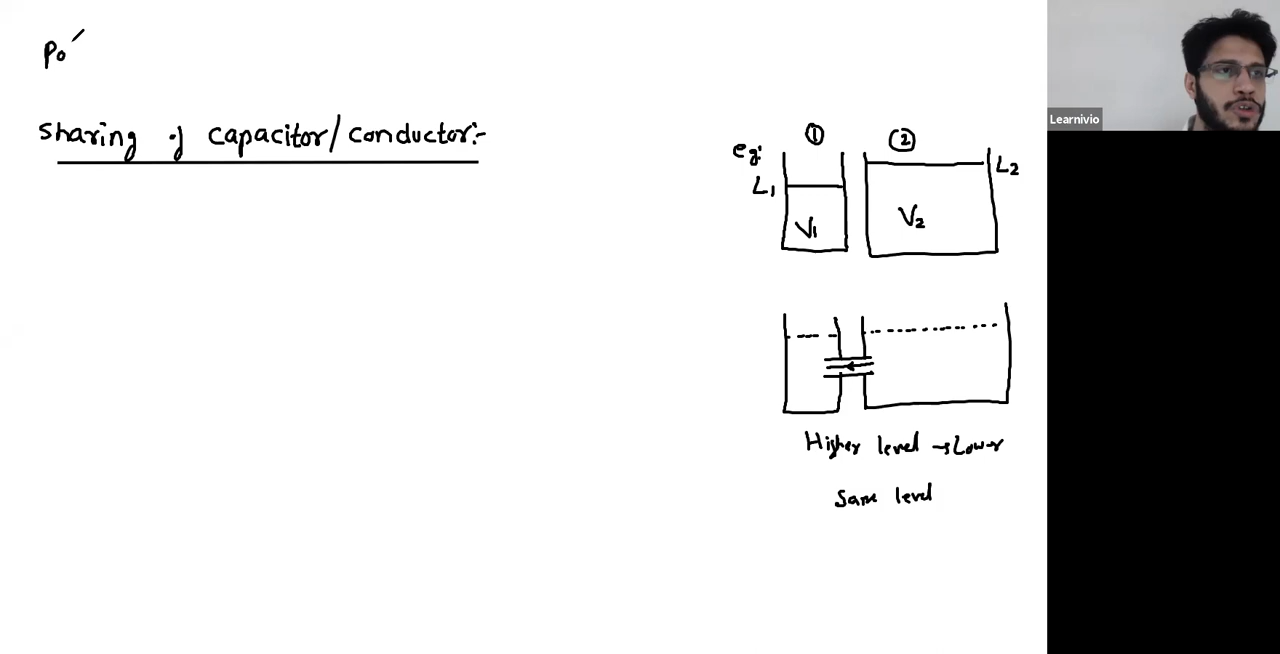 Po
Sharing of capacitor/conductor:-
eg:
① ②
L₁ L₂
V₁ V₂
Higher level → Lower
Same level
Learnivio